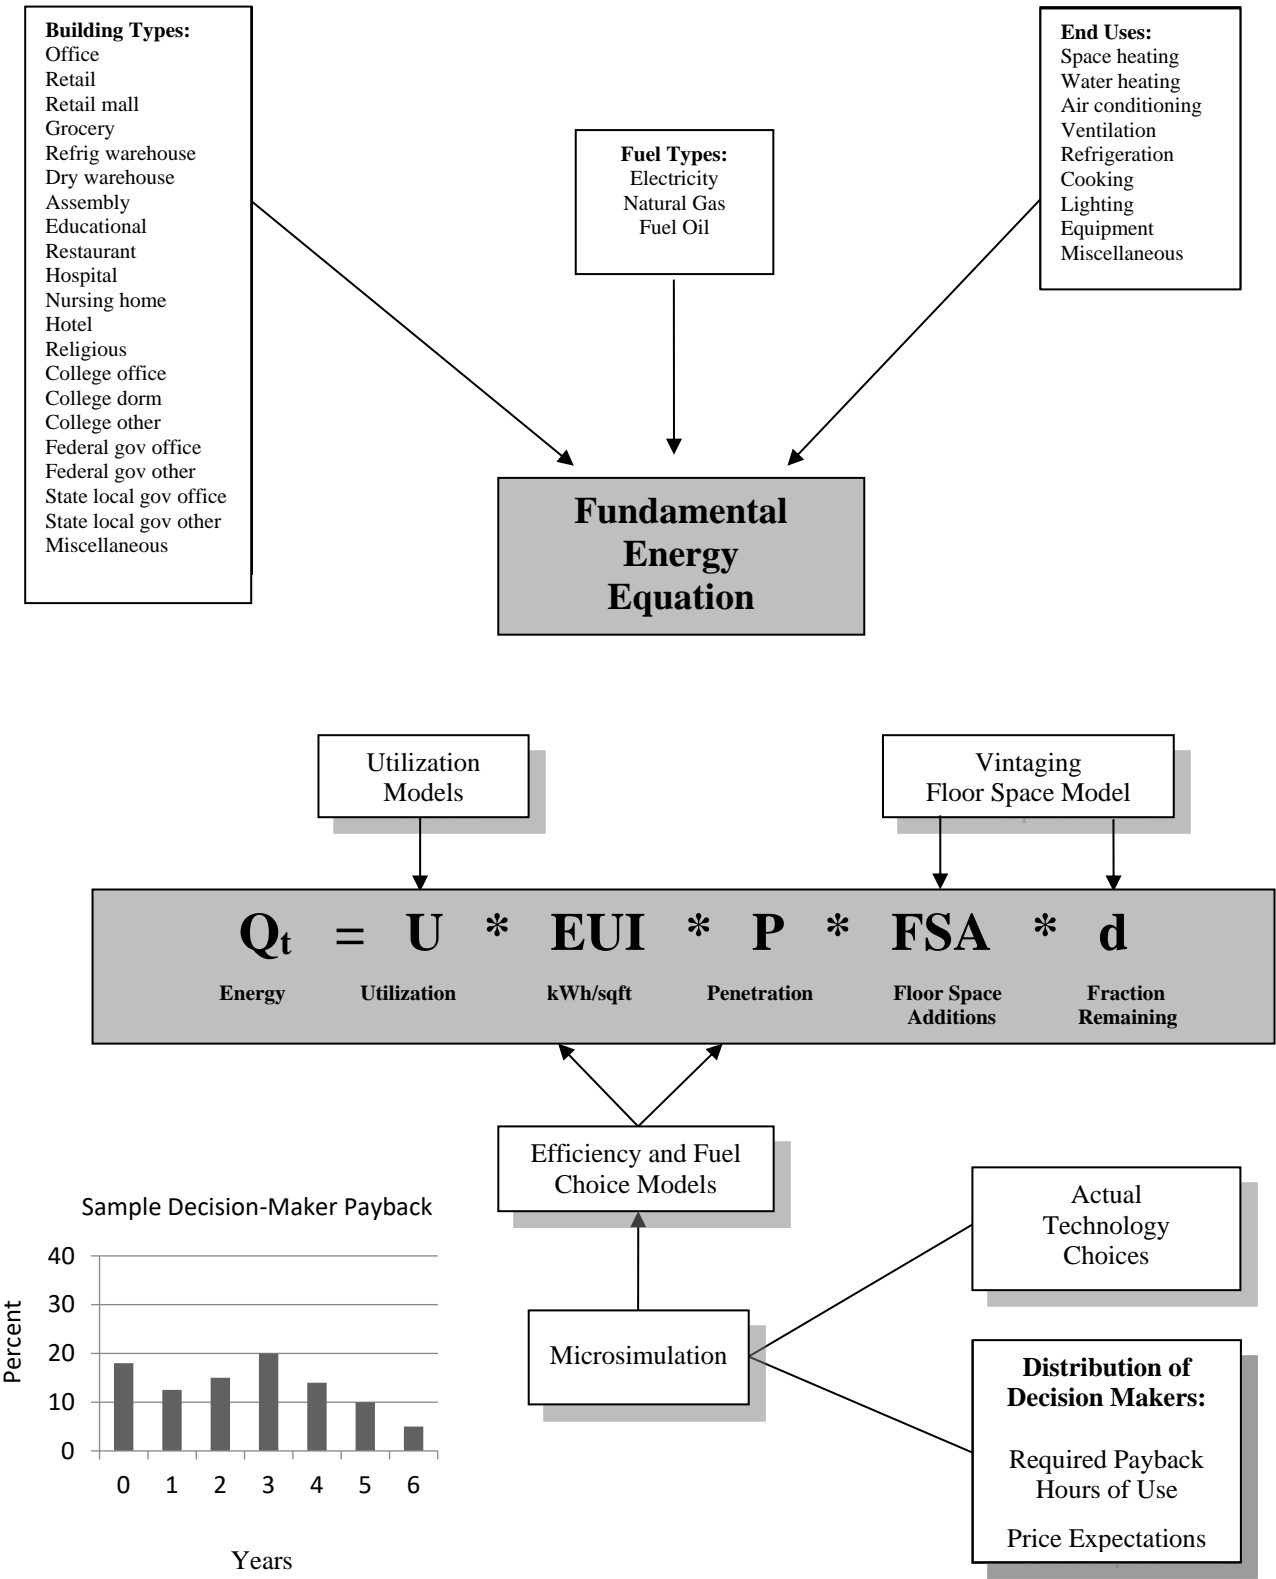 Building Types:
Office
Retail
Retail mall
Grocery
Refrig warehouse
Dry warehouse
Assembly
Educational
Restaurant
Hospital
Nursing home
Hotel
Religious
College office
College dorm
College other
Federal gov office
Federal gov other
State local gov office
State local gov other
Miscellaneous
Fuel Types:
Electricity
Natural Gas
Fuel Oil
End Uses:
Space heating
Water heating
Air conditioning
Ventilation
Refrigeration
Cooking
Lighting
Equipment
Miscellaneous
Fundamental
Energy
Equation
Utilization
Models
Vintaging
Floor Space Model
Qt = U * EUI * P * FSA * d
Energy Utilization kWh/sqft Penetration Floor Space Fraction
Additions Remaining
Efficiency and Fuel
Choice Models
Microsimulation
Actual
Technology
Choices
Distribution of
Decision Makers:
Required Payback
Hours of Use
Price Expectations
Sample Decision-Maker Payback
Percent
40
30
20
10
0
0 1 2 3 4 5 6
Years